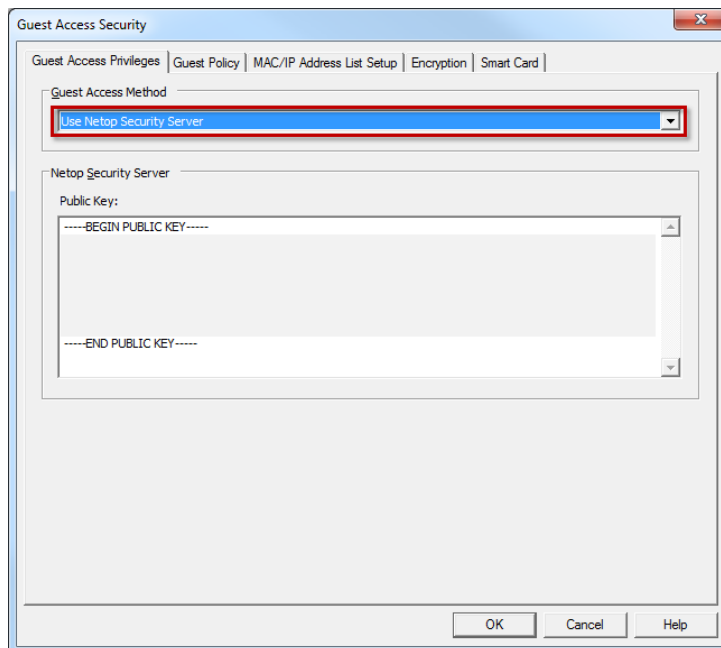 Guest Access Security
Guest Access Privileges Guest Policy MAC/IP Address List Setup Encryption Smart Card
Guest Access Method
Use Netop Security Server
Netop Security Server
Public Key:
-----BEGIN PUBLIC KEY-----
-----END PUBLIC KEY-----
OK Cancel Help